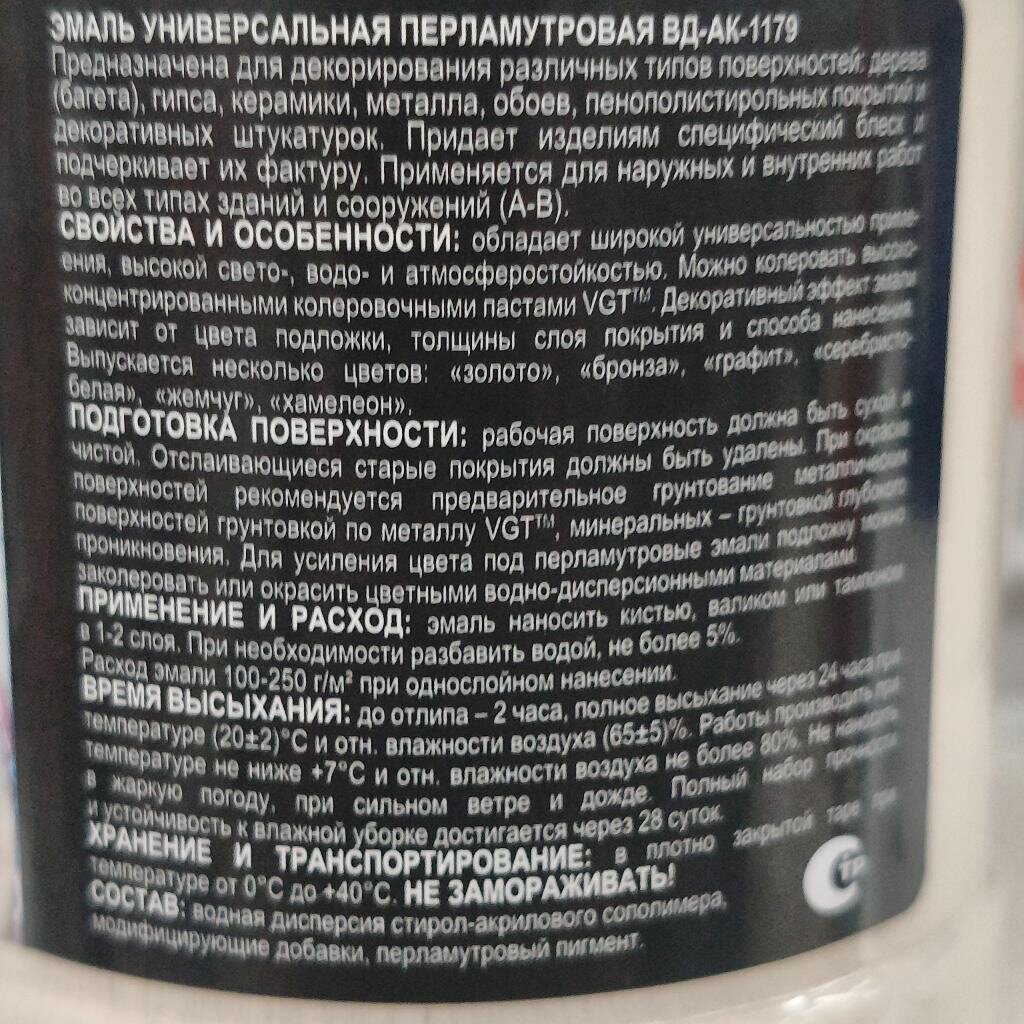 ЭМАЛЬ УНИВЕРСАЛЬНАЯ ПЕРЛАМУТРОВАЯ ВД-АК-1179
Предназначена для декорирования различных типов поверхностей: дерева
(багета), гипса, керамики, металла, обоев, пенополистирольных покрытий и
декоративных штукатурок. Придает изделиям специфический блеск и
подчеркивает их фактуру. Применяется для наружных и внутренних работ
во всех типах зданий и сооружений (А-В).
СВОЙСТВА И ОСОБЕННОСТИ: обладает широкой универсальностью приме-
ения, высокой свето-, водо- и атмосферостойкостью. Можно колеровать высоко-
концентрированными колеровочными пастами VGT™. Декоративный эффект эмали
зависит от цвета подложки, толщины слоя покрытия и способа нанесения.
Выпускается несколько цветов: «золото», «бронза», «графит», «серебристо-
белая», «жемчуг», «хамелеон».
ПОДГОТОВКА ПОВЕРХНОСТИ: рабочая поверхность должна быть сухой и
чистой. Отслаивающиеся старые покрытия должны быть удалены. При окраске
поверхностей рекомендуется предварительное грунтование металлических
поверхностей грунтовкой по металлу VGT™, минеральных – грунтовкой глубокого
проникновения. Для усиления цвета под перламутровые эмали подложку можно
заколеровать или окрасить цветными водно-дисперсионными материалами.
ПРИМЕНЕНИЕ И РАСХОД: эмаль наносить кистью, валиком или тампоном
в 1-2 слоя. При необходимости разбавить водой, не более 5%.
Расход эмали 100-250 г/м² при однослойном нанесении.
ВРЕМЯ ВЫСЫХАНИЯ: до отлипа – 2 часа, полное высыхание через 24 часа при
температуре (20±2)°С и отн. влажности воздуха (65±5)%. Работы производить при
температуре не ниже +7°С и отн. влажности воздуха не более 80%. Не наносить
в жаркую погоду, при сильном ветре и дожде. Полный набор прочности
и устойчивость к влажной уборке достигается через 28 суток.
ХРАНЕНИЕ И ТРАНСПОРТИРОВАНИЕ: в плотно закрытой таре при
температуре от 0°С до +40°С. НЕ ЗАМОРАЖИВАТЬ!
СОСТАВ: водная дисперсия стирол-акрилового сополимера,
модифицирующие добавки, перламутровый пигмент.